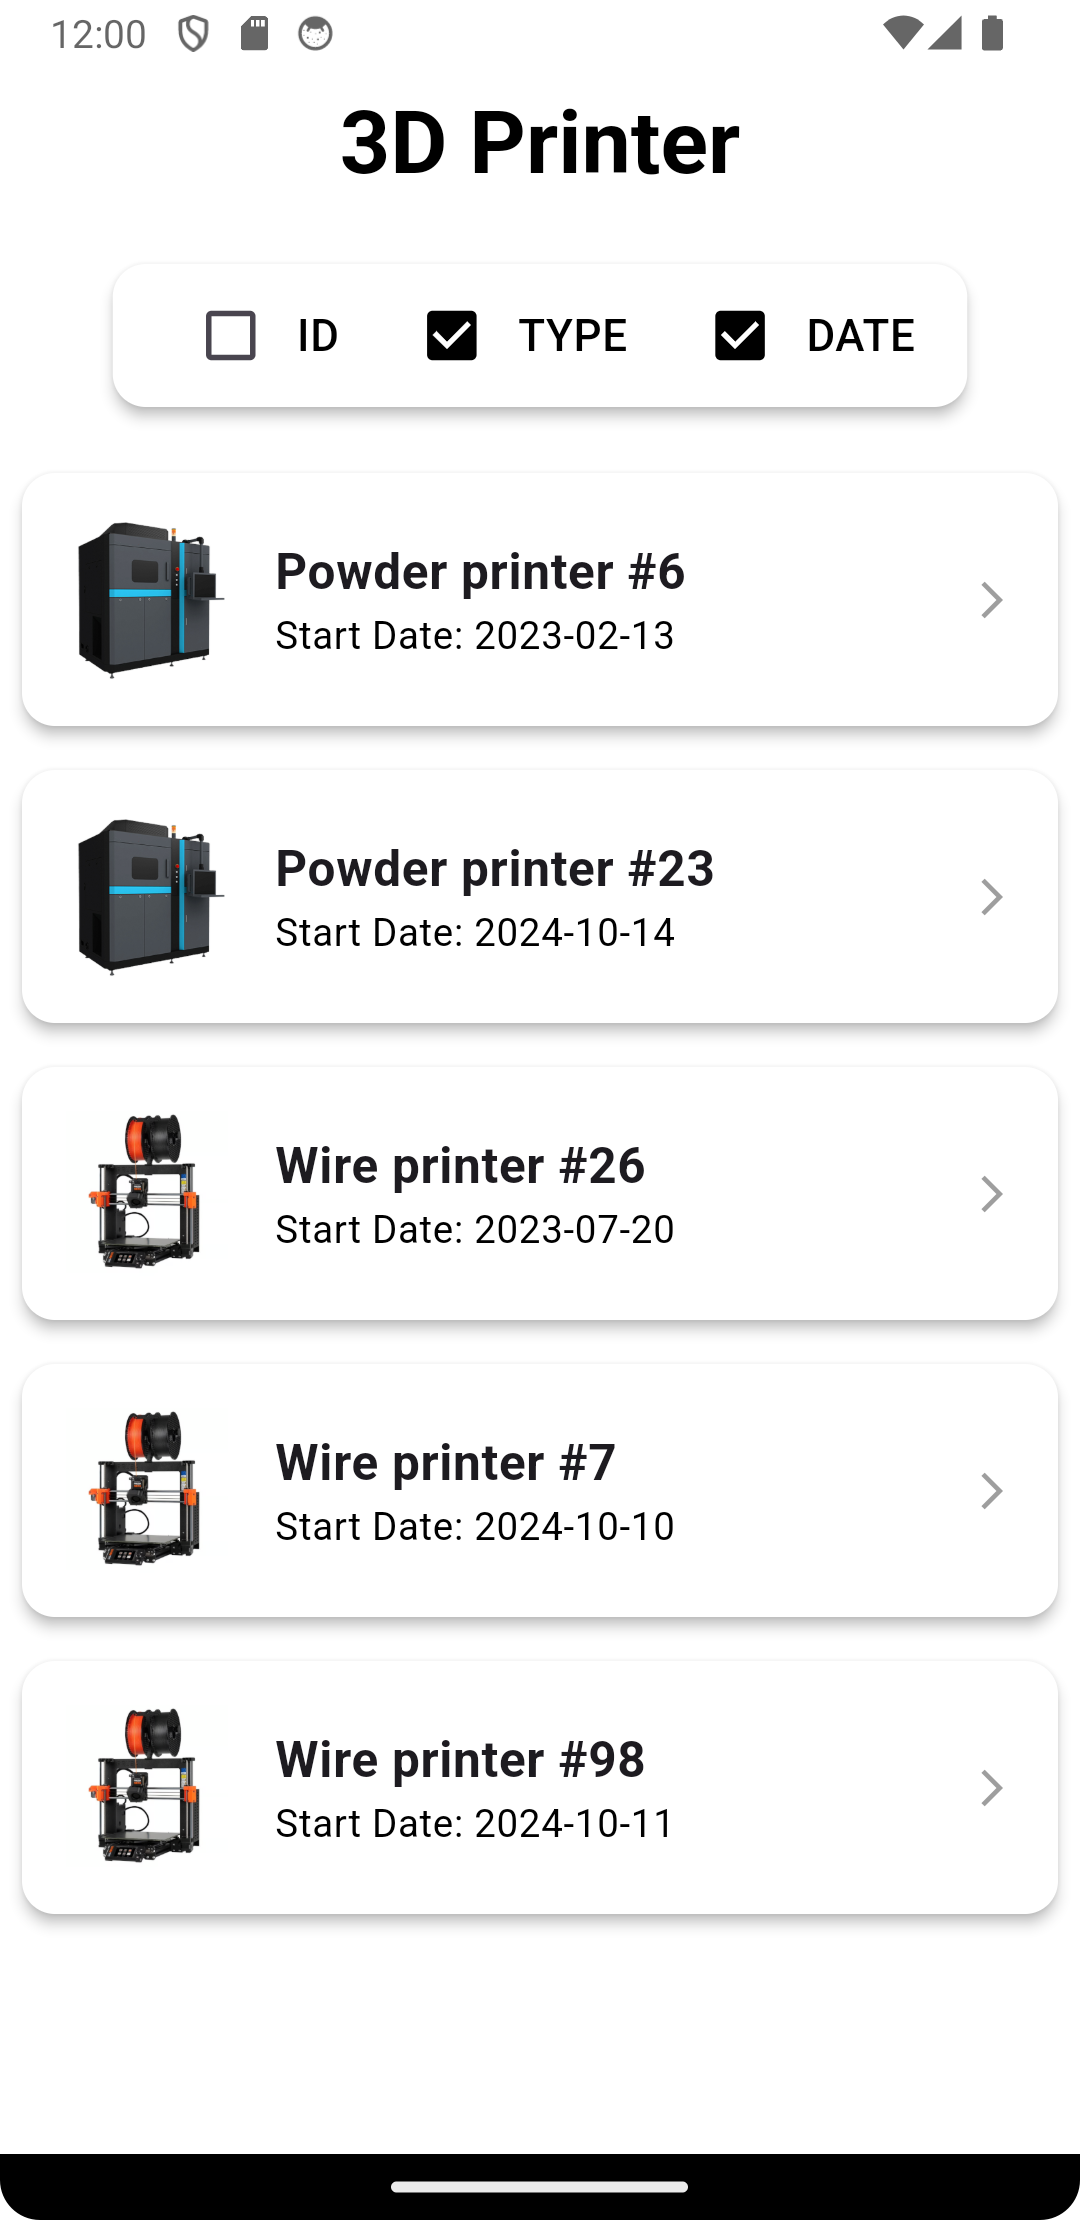 12:00
3D Printer
ID TYPE DATE
Powder printer #6
Start Date: 2023-02-13
Powder printer #23
Start Date: 2024-10-14
Wire printer #26
Start Date: 2023-07-20
Wire printer #7
Start Date: 2024-10-10
Wire printer #98
Start Date: 2024-10-11